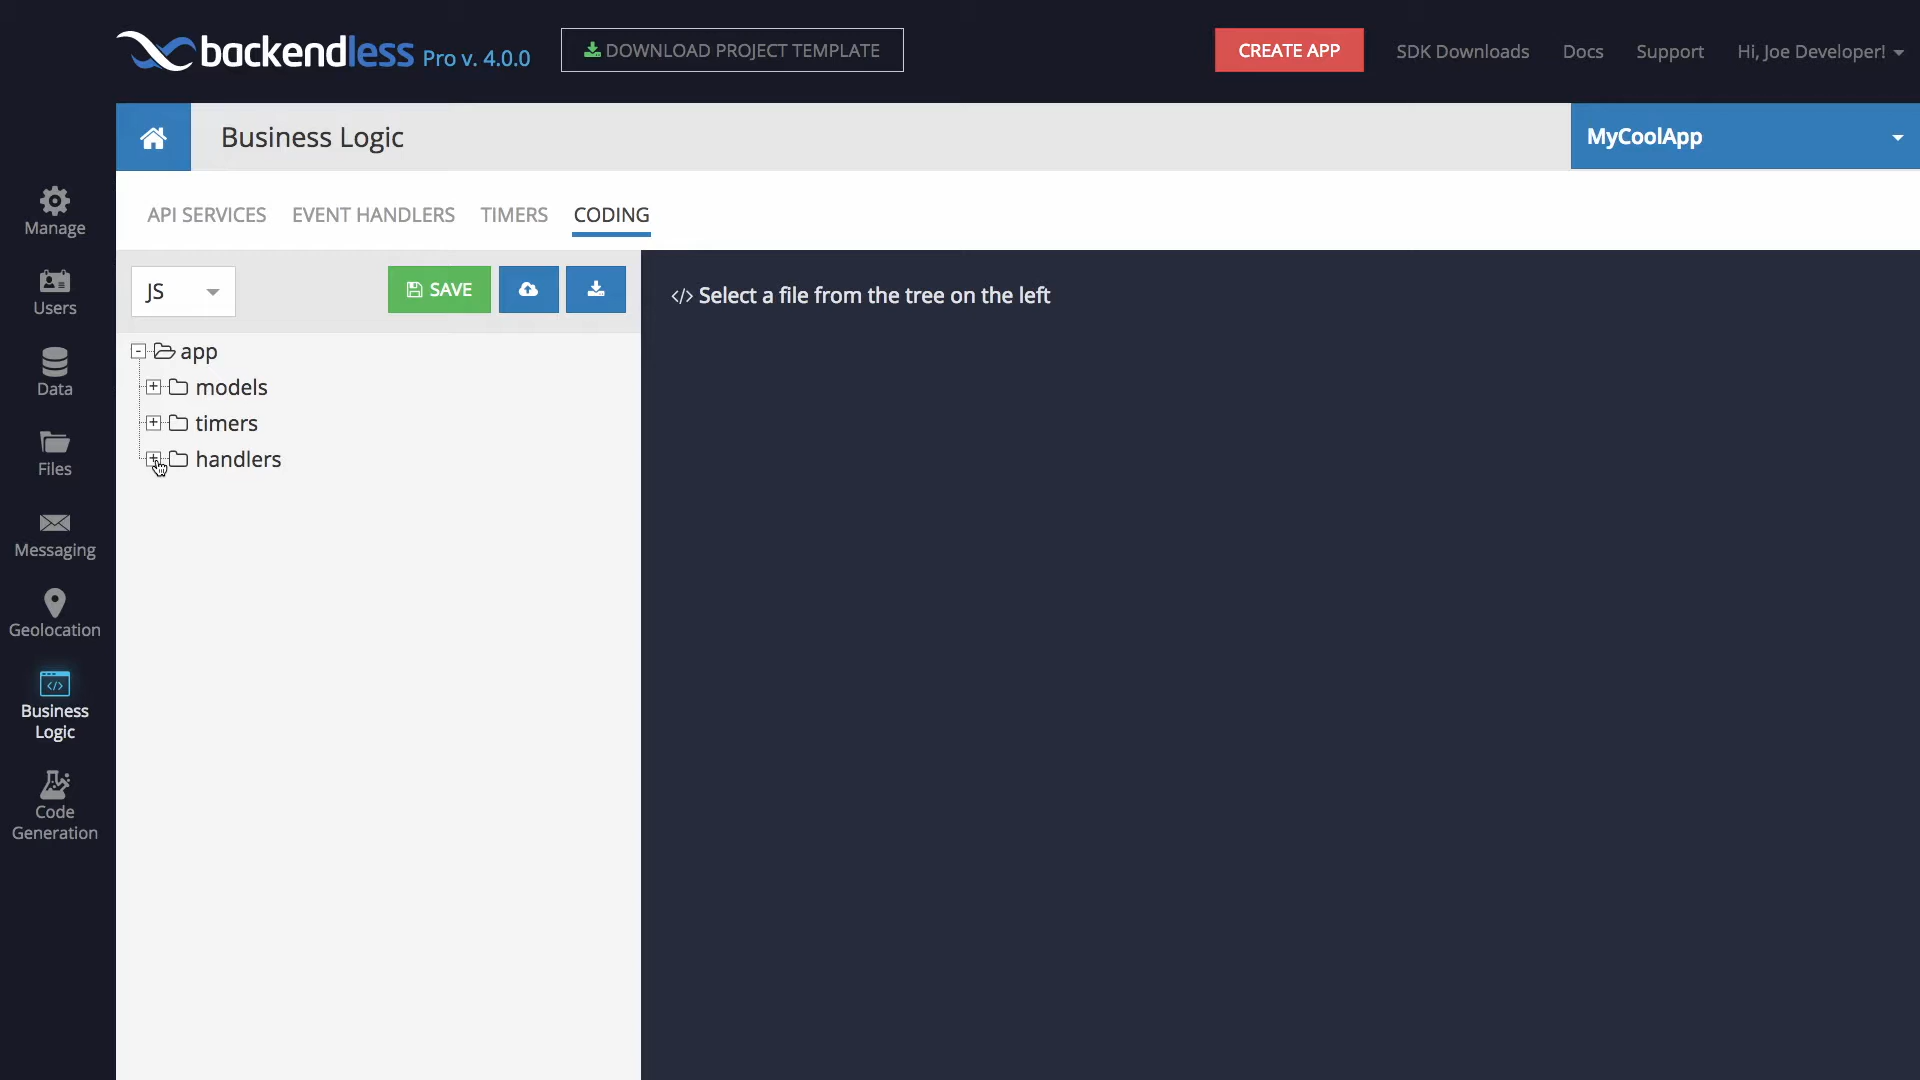 backendless Pro v. 4.0.0
DOWNLOAD PROJECT TEMPLATE
CREATE APP
SDK Downloads
Docs
Support
Hi, Joe Developer!
Business Logic
MyCoolApp
Manage
Users
Data
Files
Messaging
Geolocation
Business
Logic
Code
Generation
API SERVICES
EVENT HANDLERS
TIMERS
CODING
JS
SAVE
</> Select a file from the tree on the left
app
models
timers
handlers